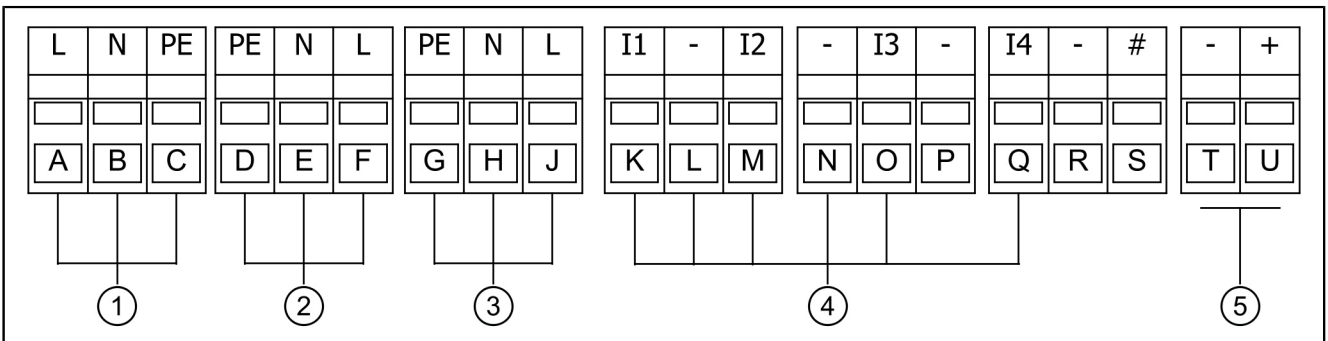 L N PE PE N L PE N L I1 - I2 - I3 - I4 - # - +
A B C D E F G H J K L M N O P Q R S T U
1 2 3 4 5